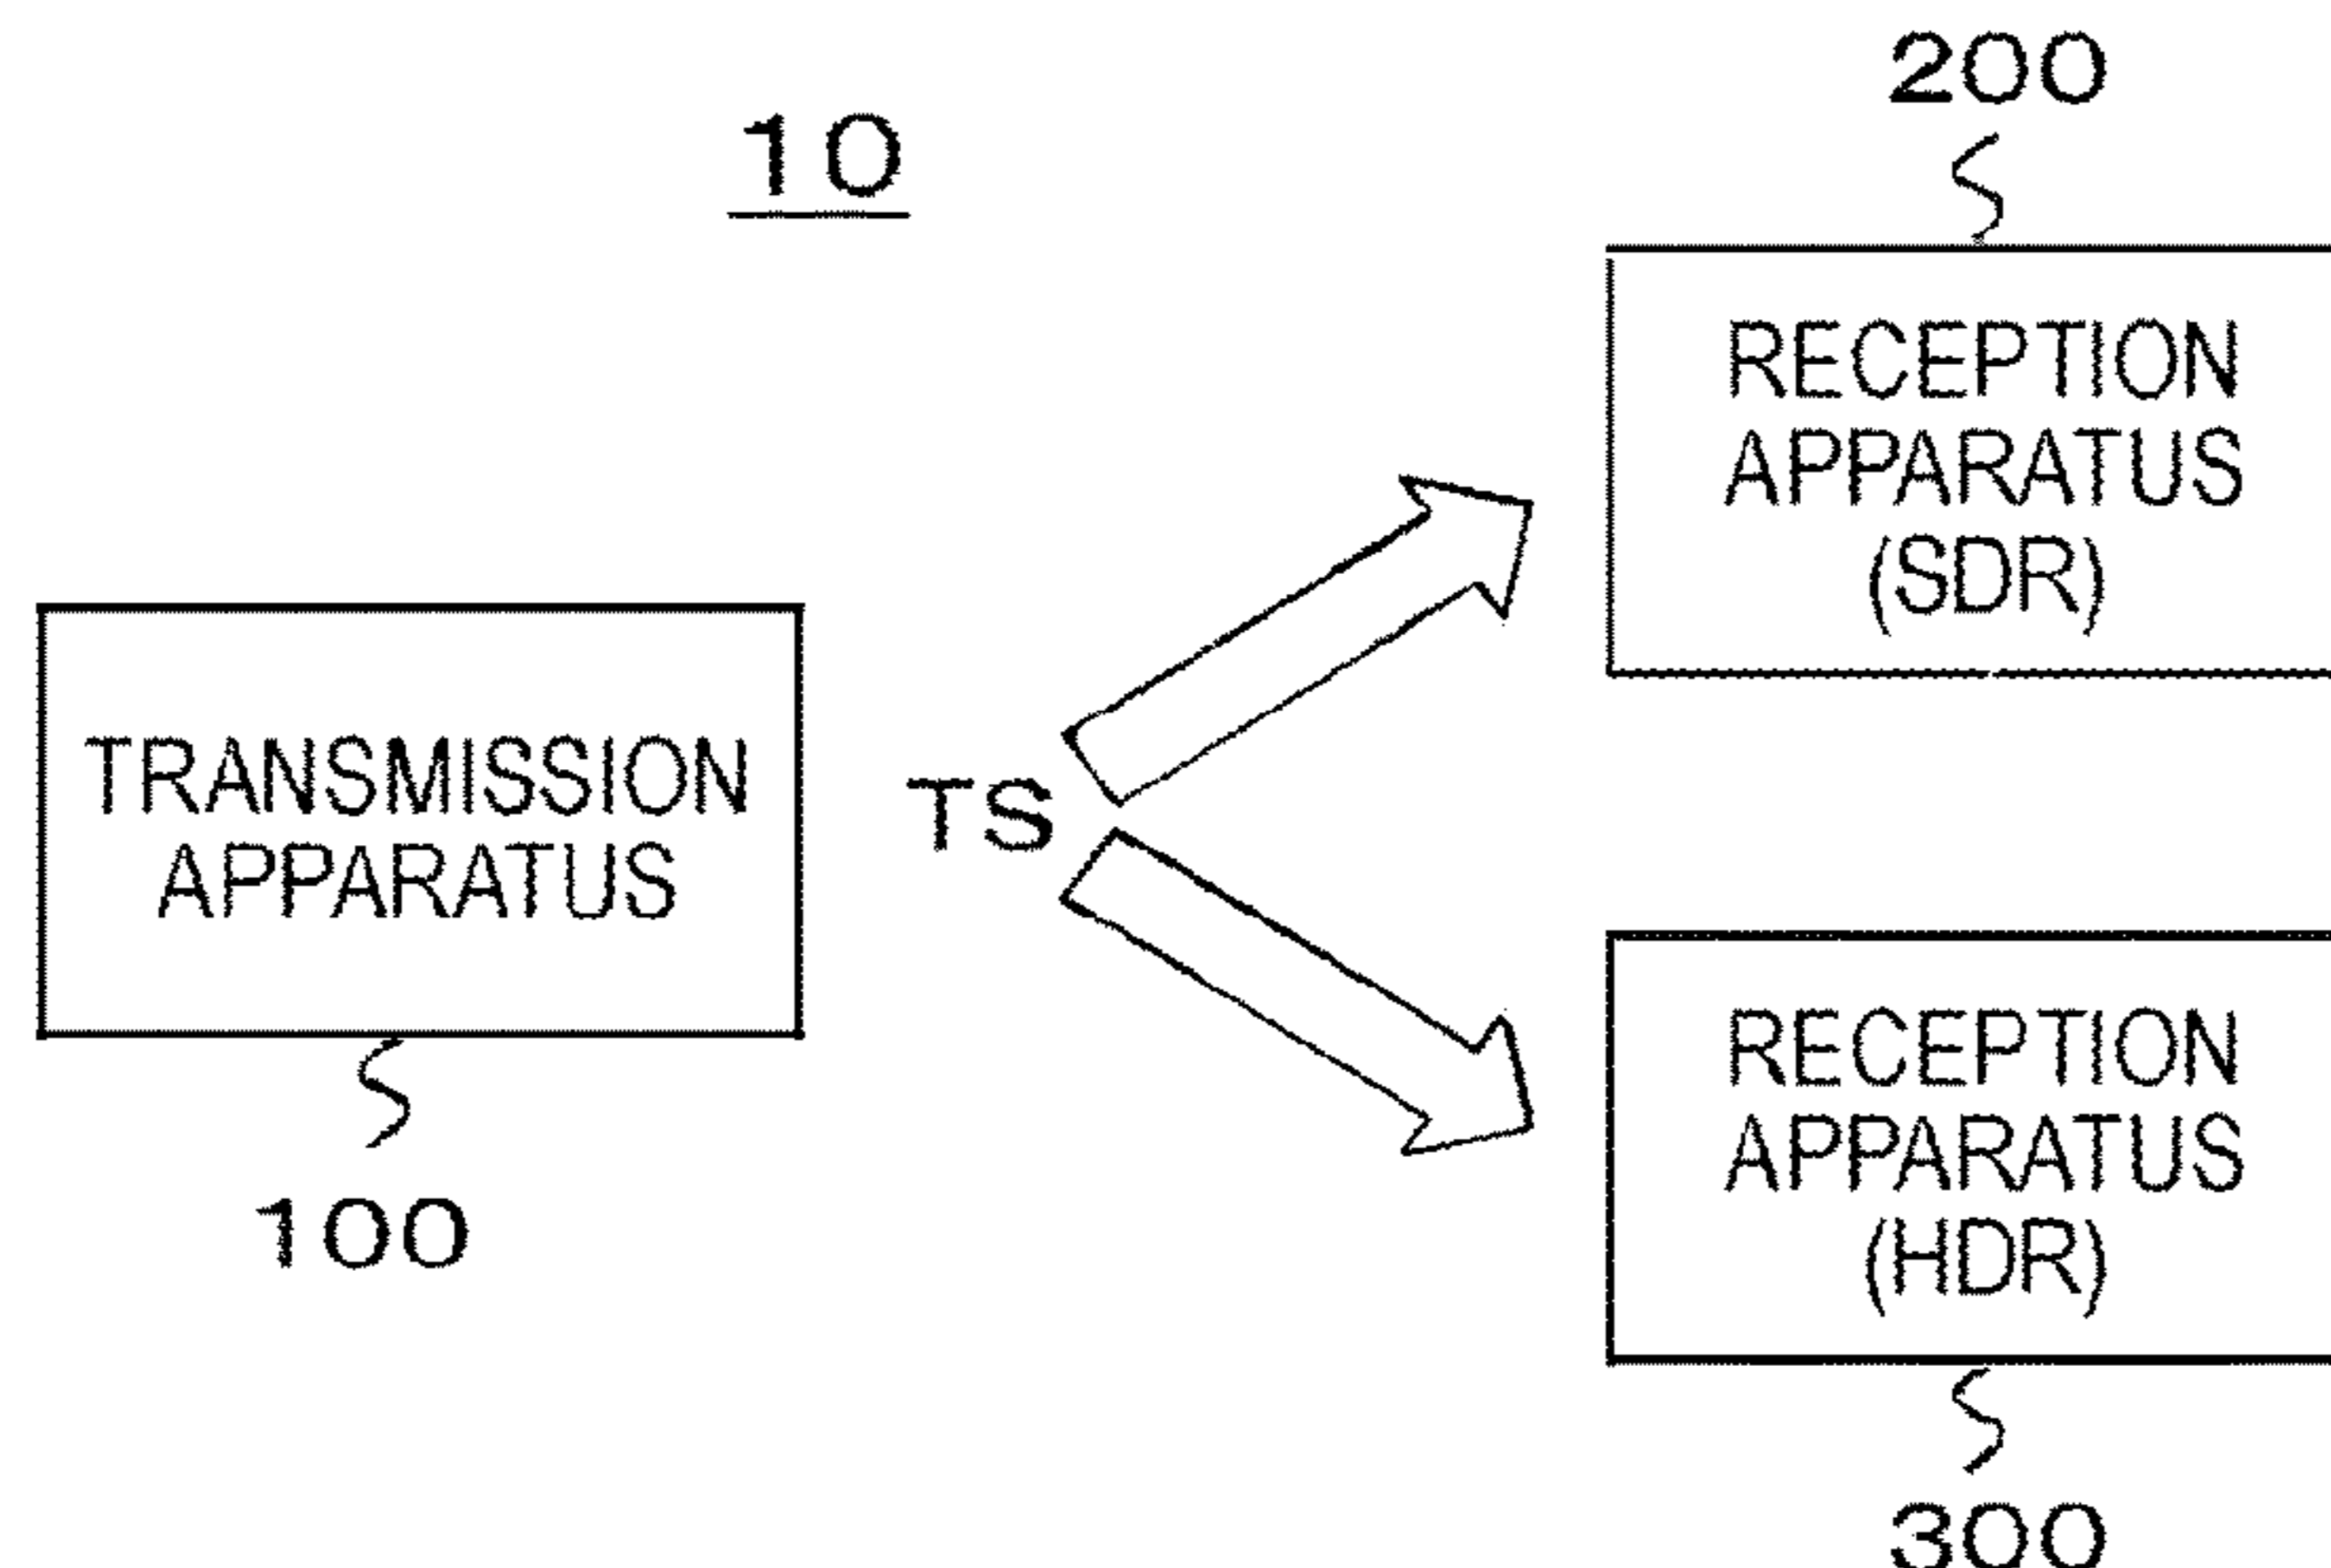 10
200
RECEPTION
APPARATUS
(SDR)
TRANSMISSION
APPARATUS
100
TS
RECEPTION
APPARATUS
(HDR)
300